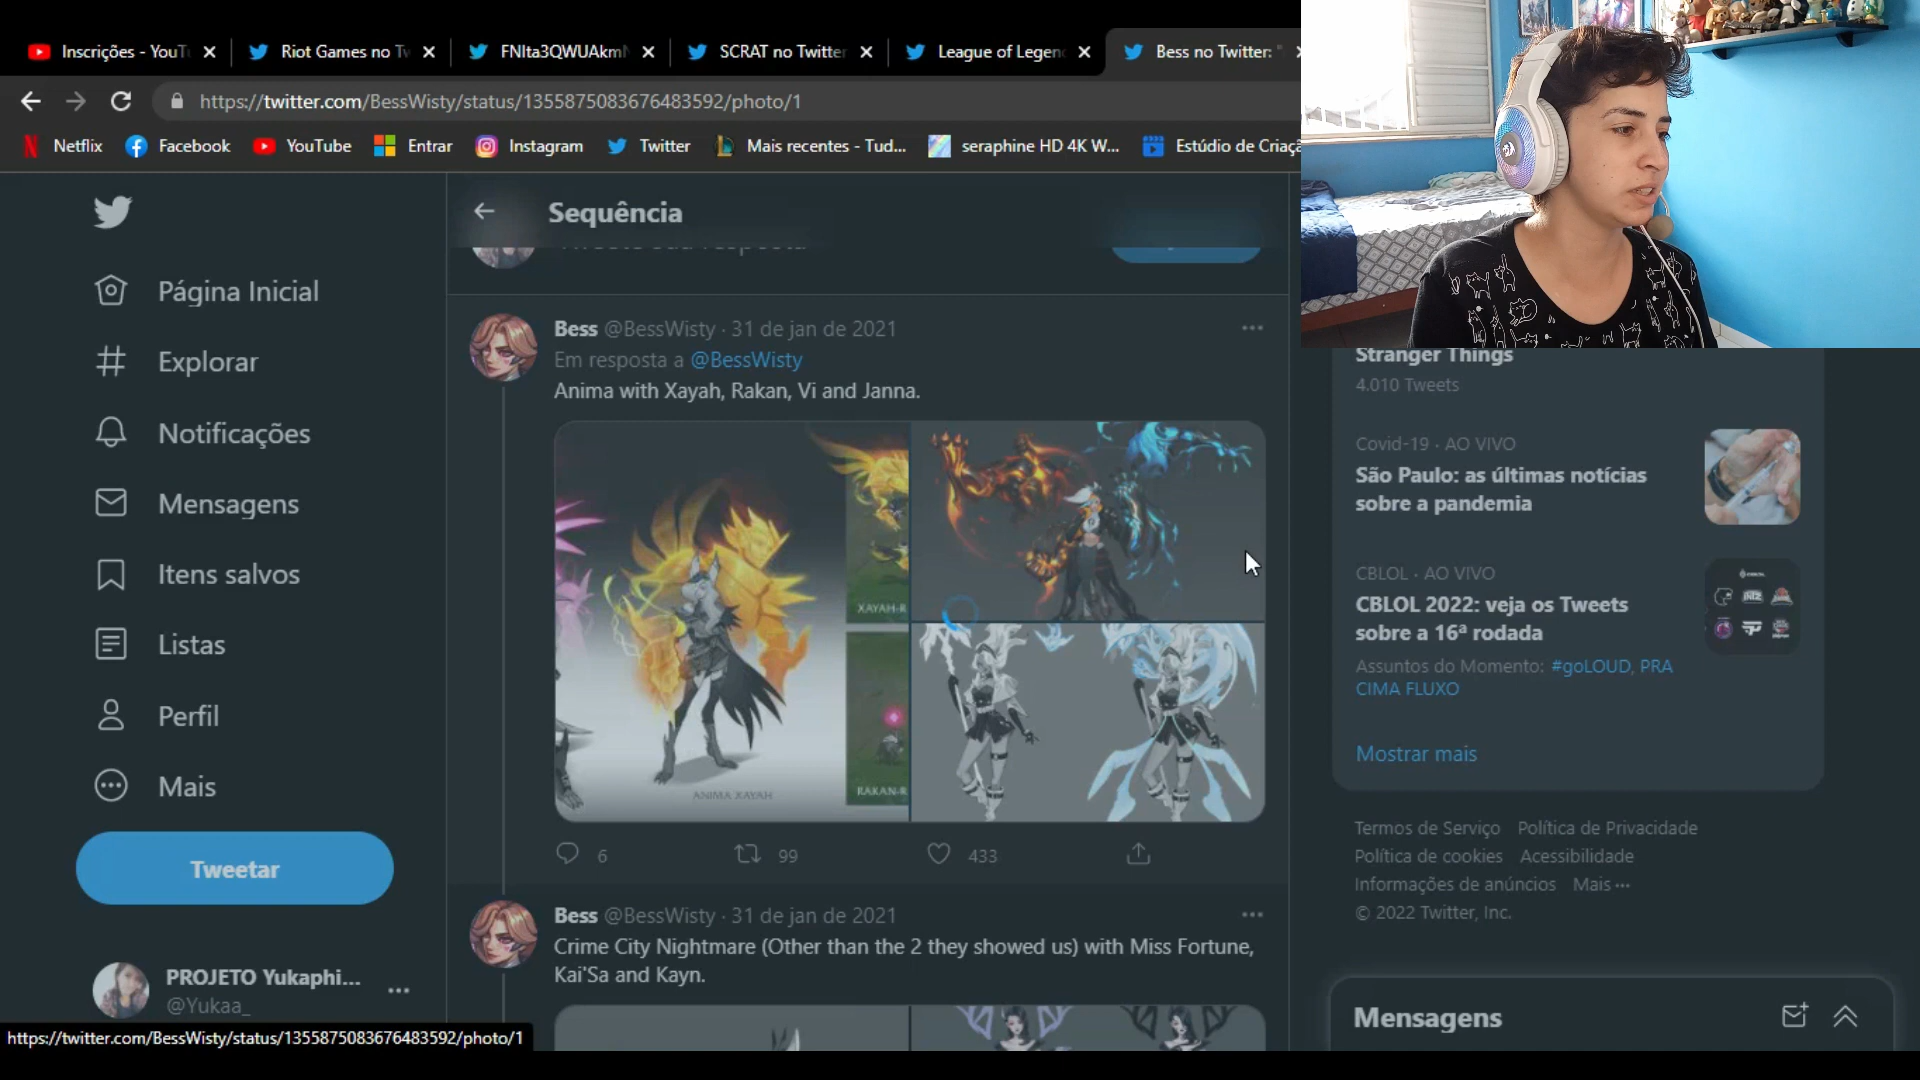 Inscrições - YouTu
Riot Games no Tw
FNIta3QWUAkmN
SCRAT no Twitter
League of Legen
Bess no Twitter: "
https://twitter.com/BessWisty/status/1355875083676483592/photo/1
Netflix
Facebook
YouTube
Entrar
Instagram
Twitter
Mais recentes - Tud...
seraphine HD 4K W...
Estúdio de Criaçã
Página Inicial
Explorar
Notificações
Mensagens
Itens salvos
Listas
Perfil
Mais
Tweetar
PROJETO Yukaphi...
@Yukaa_
https://twitter.com/BessWisty/status/1355875083676483592/photo/1
Sequência
Bess @BessWisty · 31 de jan de 2021
Em resposta a @BessWisty
Anima with Xayah, Rakan, Vi and Janna.
XAYAH-R
ANIMA XAYAH
RAKAN-R
6
99
433
Bess @BessWisty · 31 de jan de 2021
Crime City Nightmare (Other than the 2 they showed us) with Miss Fortune,
Kai'Sa and Kayn.
Stranger Things
4.010 Tweets
Covid-19 · AO VIVO
São Paulo: as últimas notícias
sobre a pandemia
CBLOL · AO VIVO
CBLOL 2022: veja os Tweets
sobre a 16ª rodada
Assuntos do Momento: #goLOUD, PRA
CIMA FLUXO
Mostrar mais
Termos de Serviço Política de Privacidade
Política de cookies Acessibilidade
Informações de anúncios Mais ···
© 2022 Twitter, Inc.
Mensagens